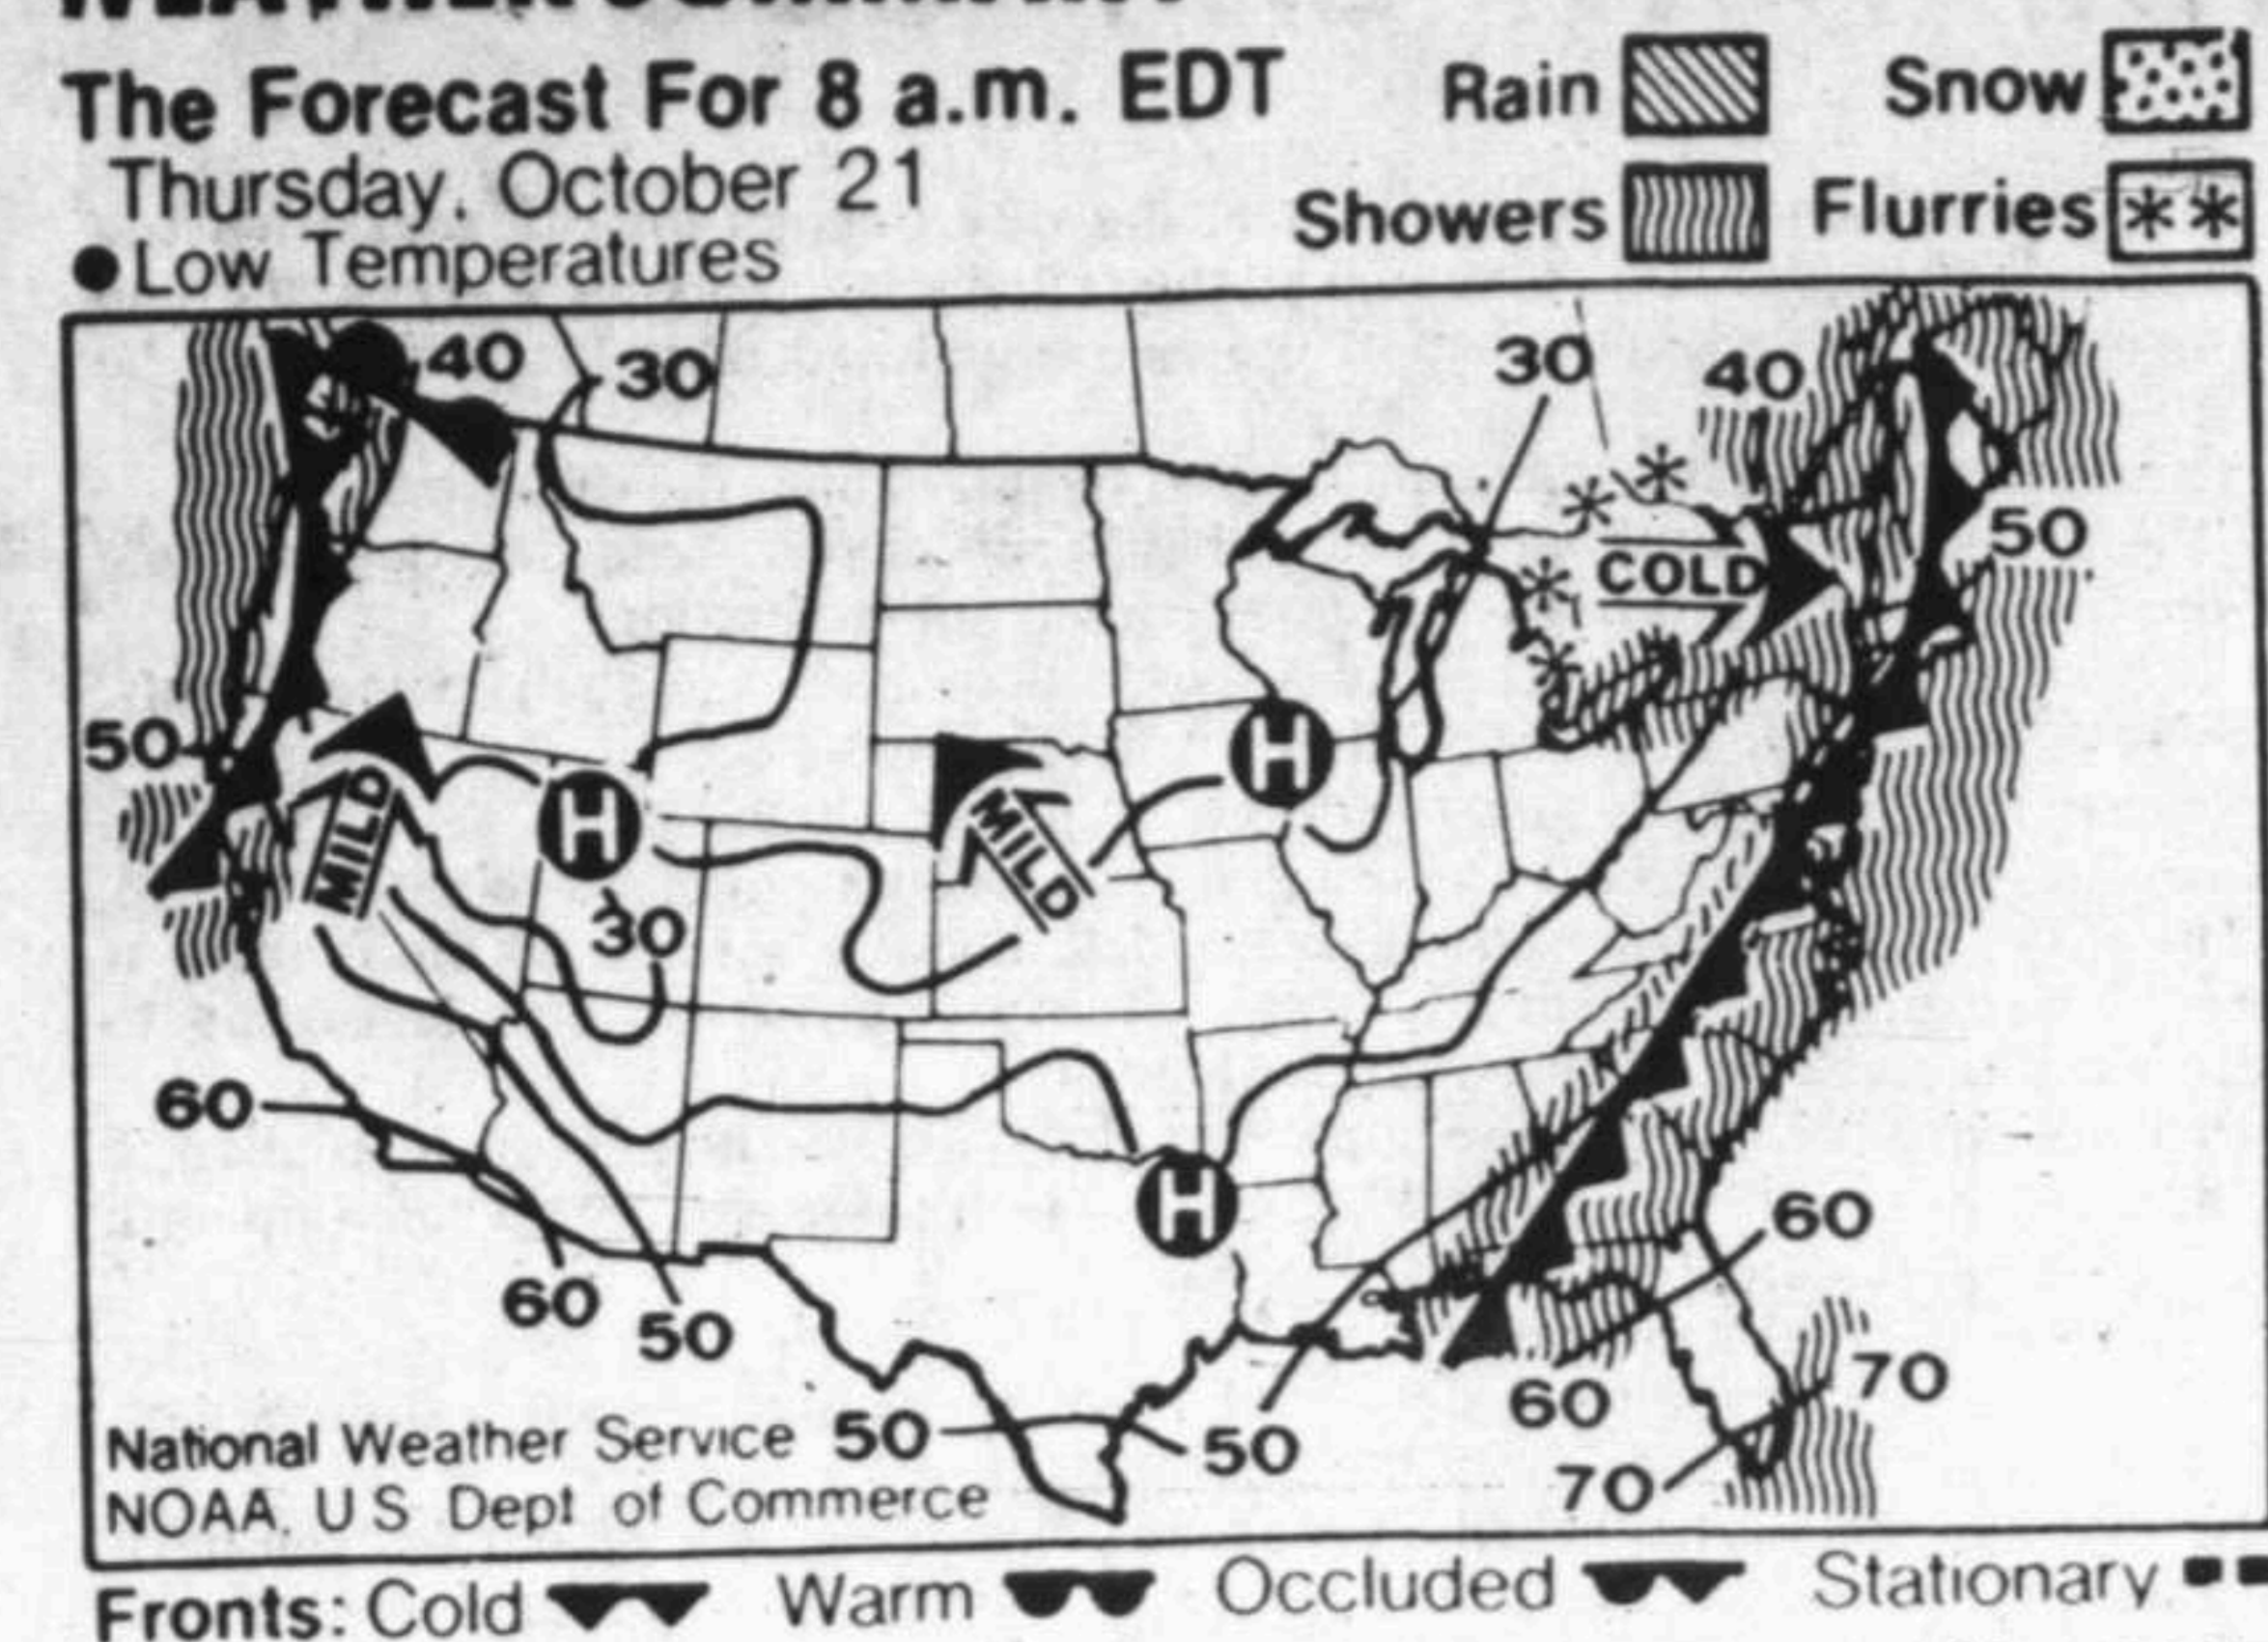 WEATHER SUMMARY
The Forecast For 8 a.m. EDT
Thursday, October 21
●Low Temperatures
Rain
Snow
Showers
Flurries
40
30
30
40
COLD
50
50
H
H
MILD
MILD
30
60
H
60
50
60
60
70
70
National Weather Service
50
50
NOAA, U S Dept of Commerce
Fronts: Cold
Warm
Occluded
Stationary